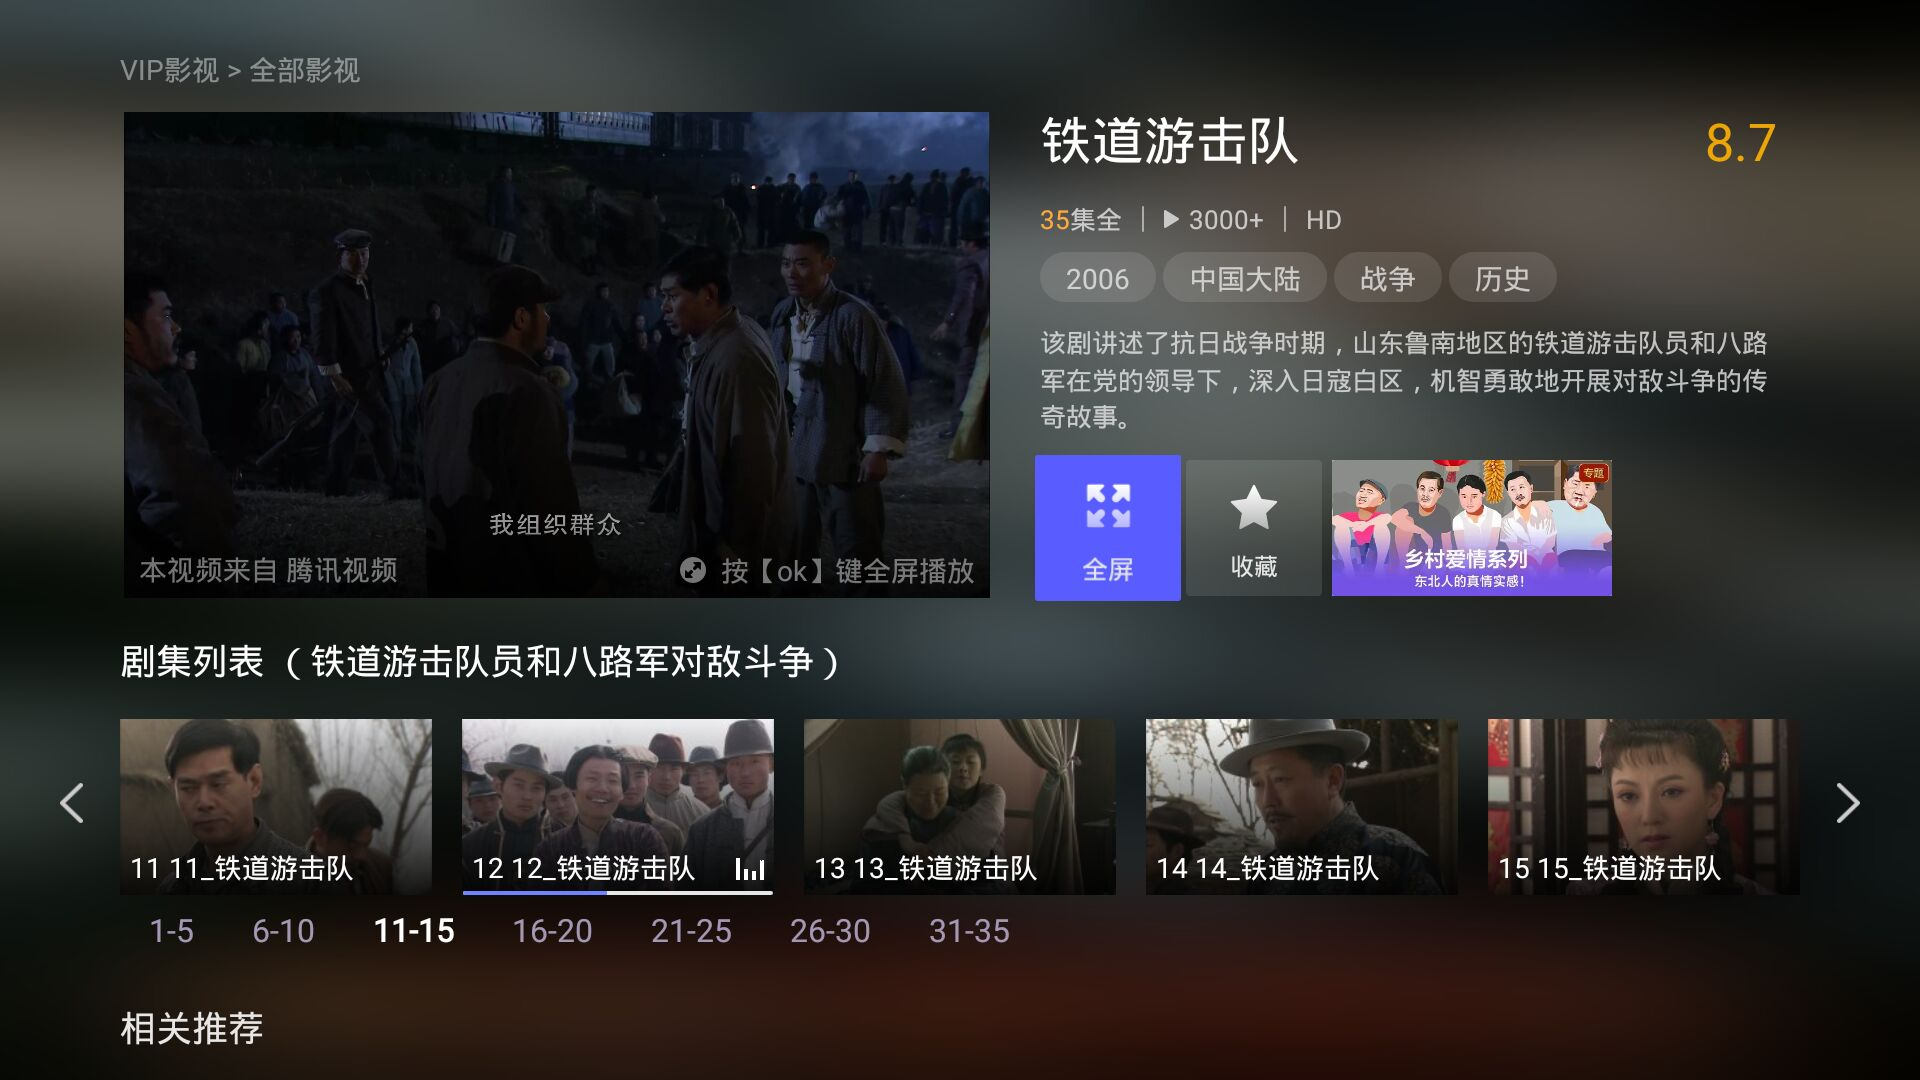 VIP影视 > 全部影视
我组织群众
本视频来自 腾讯视频
按【ok】键全屏播放
铁道游击队
8.7
35集全 | 3000+ | HD
2006 中国大陆 战争 历史
该剧讲述了抗日战争时期，山东鲁南地区的铁道游击队员和八路
军在党的领导下，深入日寇白区，机智勇敢地开展对敌斗争的传
奇故事。
全屏
收藏
专题
乡村爱情系列
东北人的真情实感！
剧集列表 （铁道游击队员和八路军对敌斗争）
11 11_铁道游击队
12 12_铁道游击队
13 13_铁道游击队
14 14_铁道游击队
15 15_铁道游击队
1-5 6-10 11-15 16-20 21-25 26-30 31-35
相关推荐